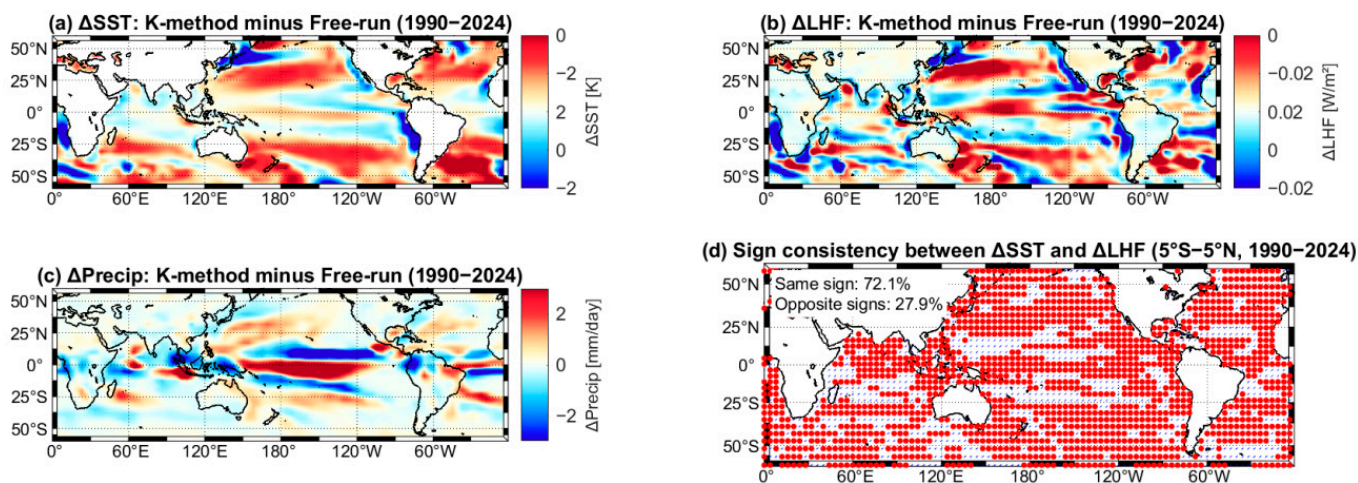 (a) ΔSST: K-method minus Free-run (1990−2024)
50°N
25°N
0°
25°S
50°S
0°
60°E
120°E
180°W
120°W
60°W
0
−2
2
0
−2
ΔSST [K]
(b) ΔLHF: K-method minus Free-run (1990−2024)
50°N
25°N
0°
25°S
50°S
0°
60°E
120°E
180°W
120°W
60°W
0
−0.02
0.02
0
−0.02
ΔLHF [W/m²]
(c) ΔPrecip: K-method minus Free-run (1990−2024)
50°N
25°N
0°
25°S
50°S
0°
60°E
120°E
180°W
120°W
60°W
2
0
−2
ΔPrecip [mm/day]
(d) Sign consistency between ΔSST and ΔLHF (5°S−5°N, 1990−2024)
Same sign: 72.1%
Opposite signs: 27.9%
50°N
25°N
0°
25°S
50°S
0°
60°E
120°E
180°W
120°W
60°W